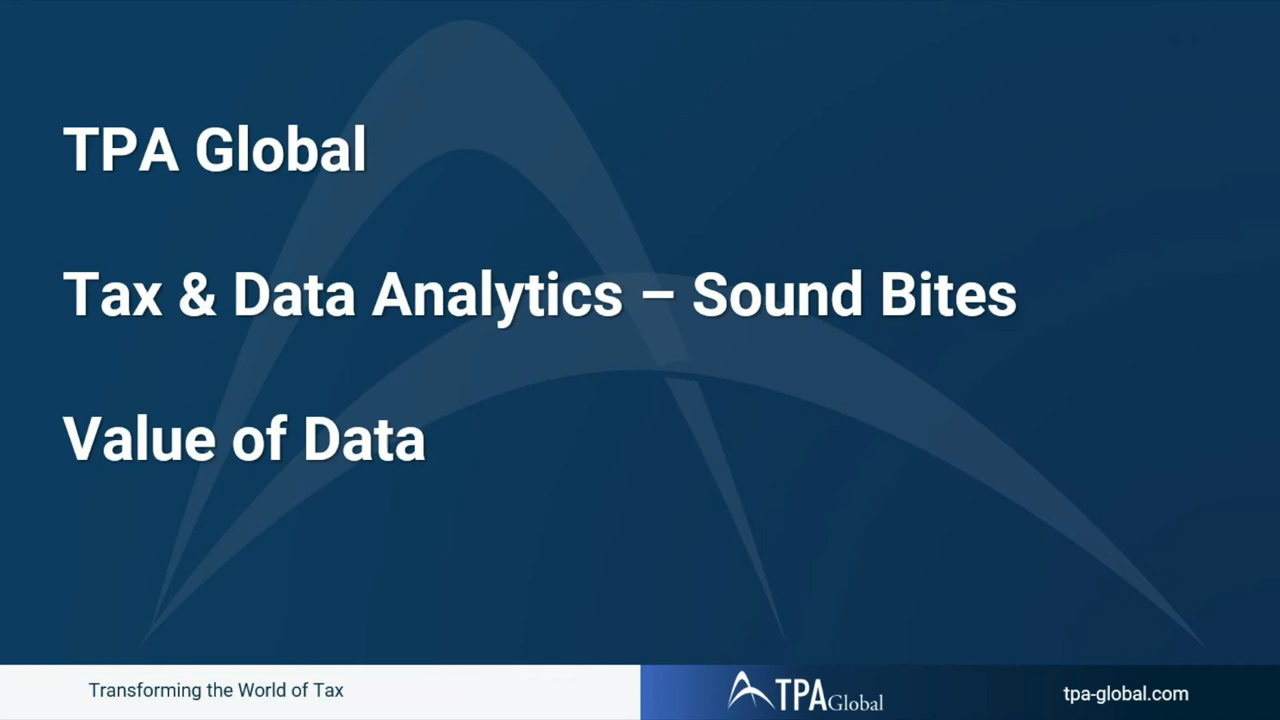 TPA Global
Tax & Data Analytics – Sound Bites
Value of Data
Transforming the World of Tax
TPA Global
tpa-global.com